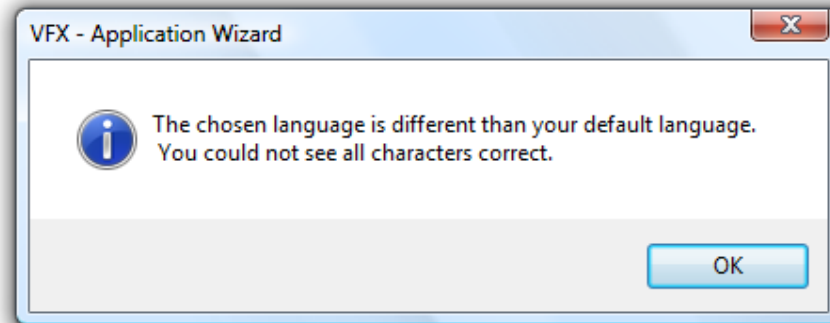 VFX - Application Wizard
The chosen language is different than your default language.
You could not see all characters correct.
OK